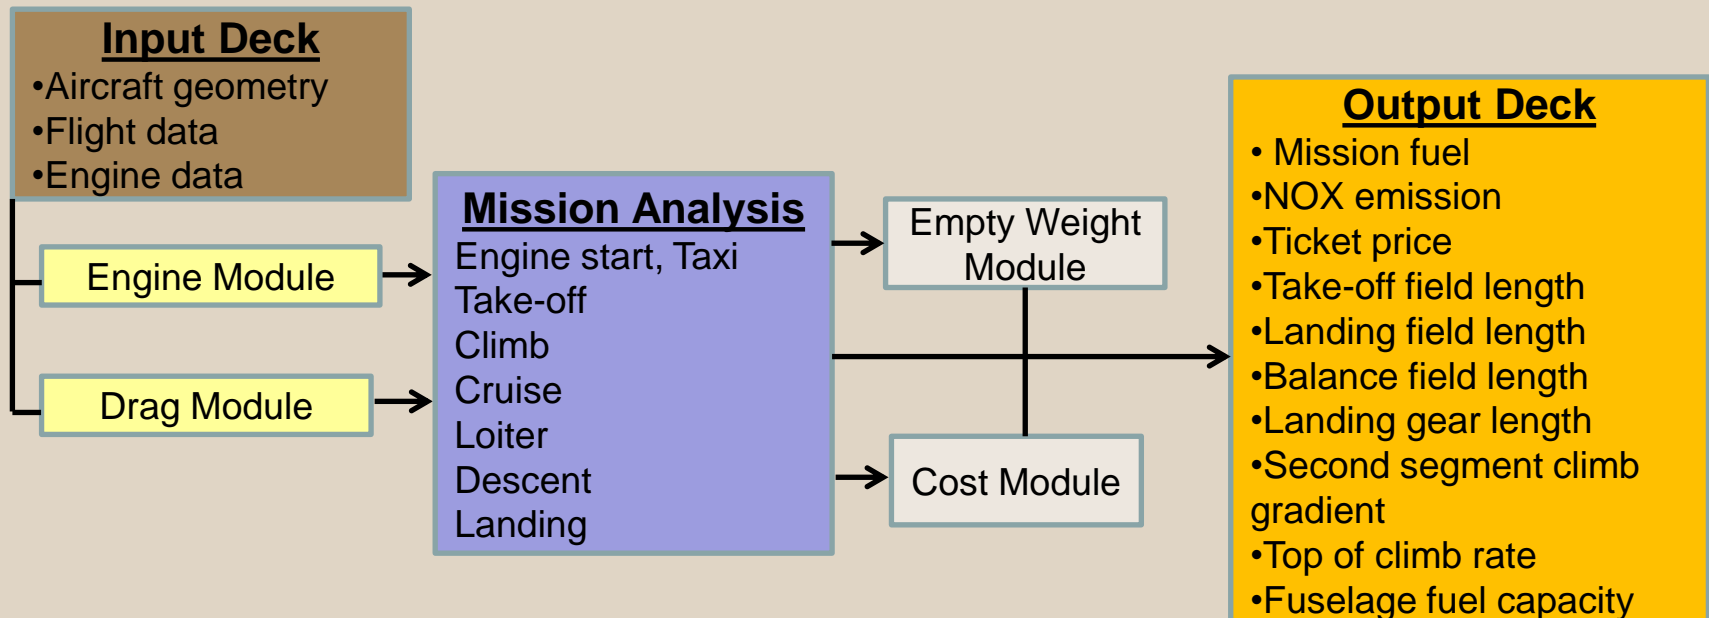 Input Deck
•Aircraft geometry
•Flight data
•Engine data
Engine Module
Drag Module
Mission Analysis
Engine start, Taxi
Take-off
Climb
Cruise
Loiter
Descent
Landing
Empty Weight
Module
Cost Module
Output Deck
• Mission fuel
•NOX emission
•Ticket price
•Take-off field length
•Landing field length
•Balance field length
•Landing gear length
•Second segment climb
gradient
•Top of climb rate
•Fuselage fuel capacity